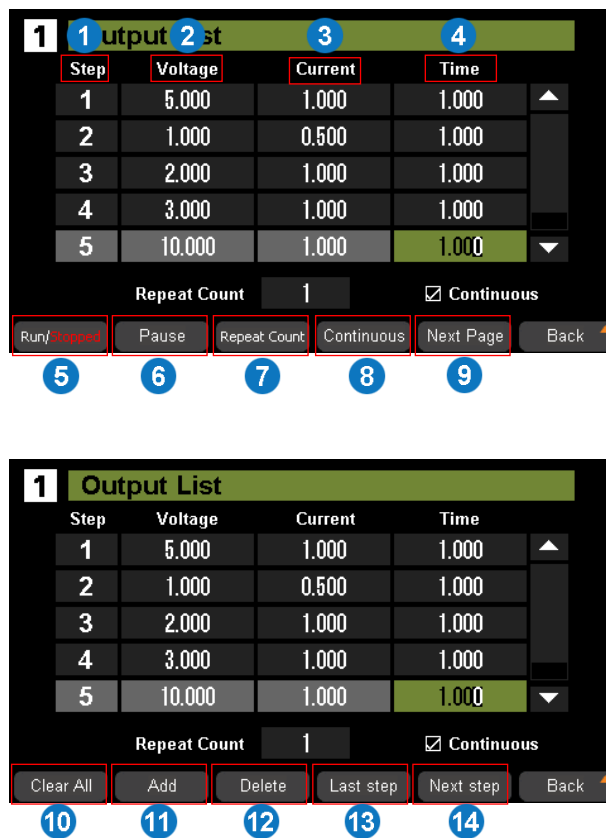 1 Output List
1 2 3 4
Step Voltage Current Time
1 5.000 1.000 1.000
2 1.000 0.500 1.000
3 2.000 1.000 1.000
4 3.000 1.000 1.000
5 10.000 1.000 1.000
Repeat Count 1 Continuous
Run/Stopped Pause Repeat Count Continuous Next Page Back
5 6 7 8 9
1 Output List
Step Voltage Current Time
1 5.000 1.000 1.000
2 1.000 0.500 1.000
3 2.000 1.000 1.000
4 3.000 1.000 1.000
5 10.000 1.000 1.000
Repeat Count 1 Continuous
Clear All Add Delete Last step Next step Back
10 11 12 13 14